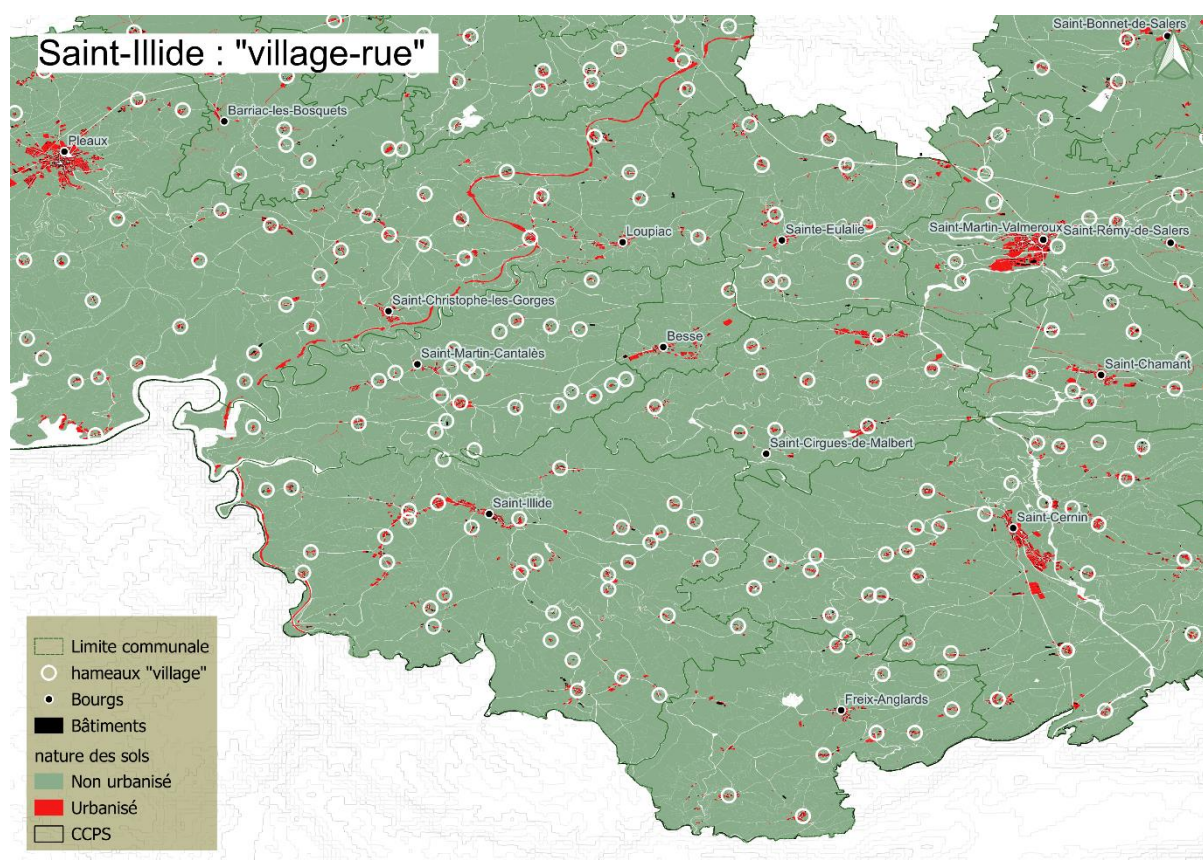 Saint-Illide : "village-rue"
Saint-Bonnet-de-Salers
Barriac-les-Bosquets
Pleaux
Loupiac
Sainte-Eulalie
Saint-Martin-Valmeroux
Saint-Rémy-de-Salers
Saint-Christophe-les-Gorges
Besse
Saint-Martin-Cantalès
Saint-Chamant
Saint-Cirgues-de-Malbert
Saint-Illide
Saint-Cernin
Freix-Anglards
Limite communale
hameaux "village"
Bourgs
Bâtiments
nature des sols
Non urbanisé
Urbanisé
CCPS